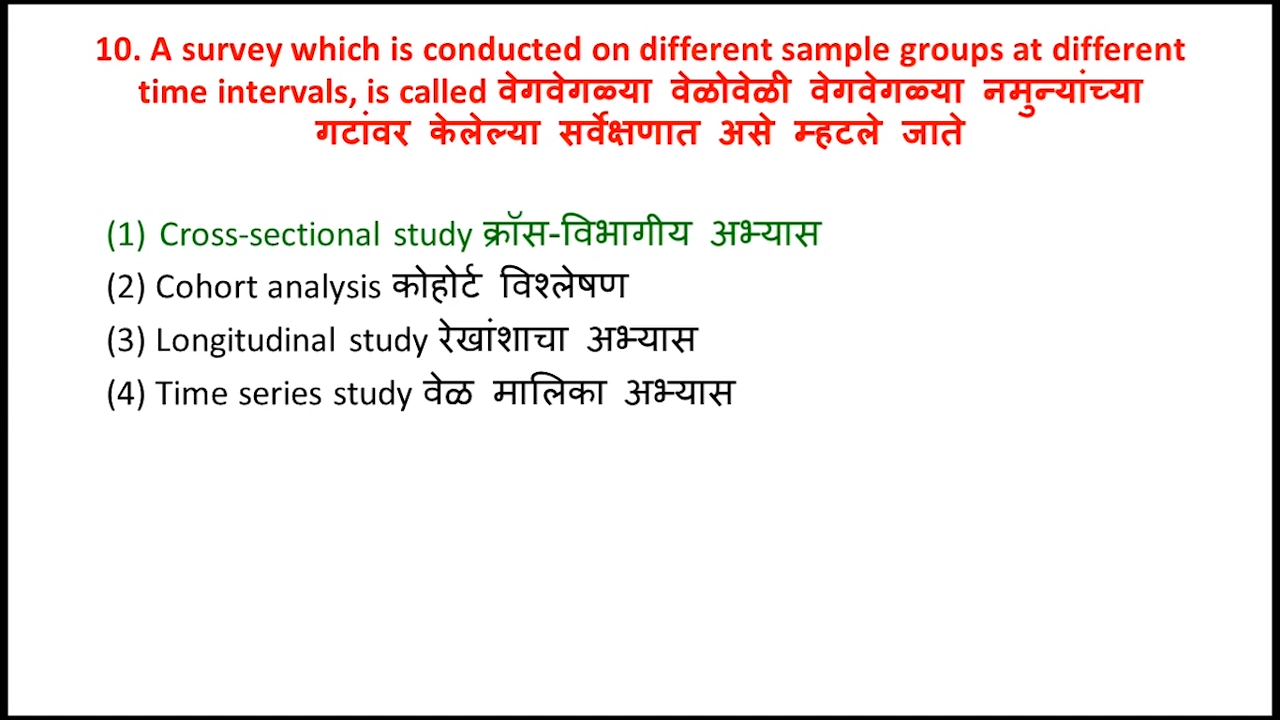 10. A survey which is conducted on different sample groups at different
time intervals, is called वेगवेगळ्या वेळोवेळी वेगवेगळ्या नमुन्यांच्या
गटांवर केलेल्या सर्वेक्षणात असे म्हटले जाते
(1) Cross-sectional study क्रॉस-विभागीय अभ्यास
(2) Cohort analysis कोहोर्ट विश्लेषण
(3) Longitudinal study रेखांशाचा अभ्यास
(4) Time series study वेळ मालिका अभ्यास